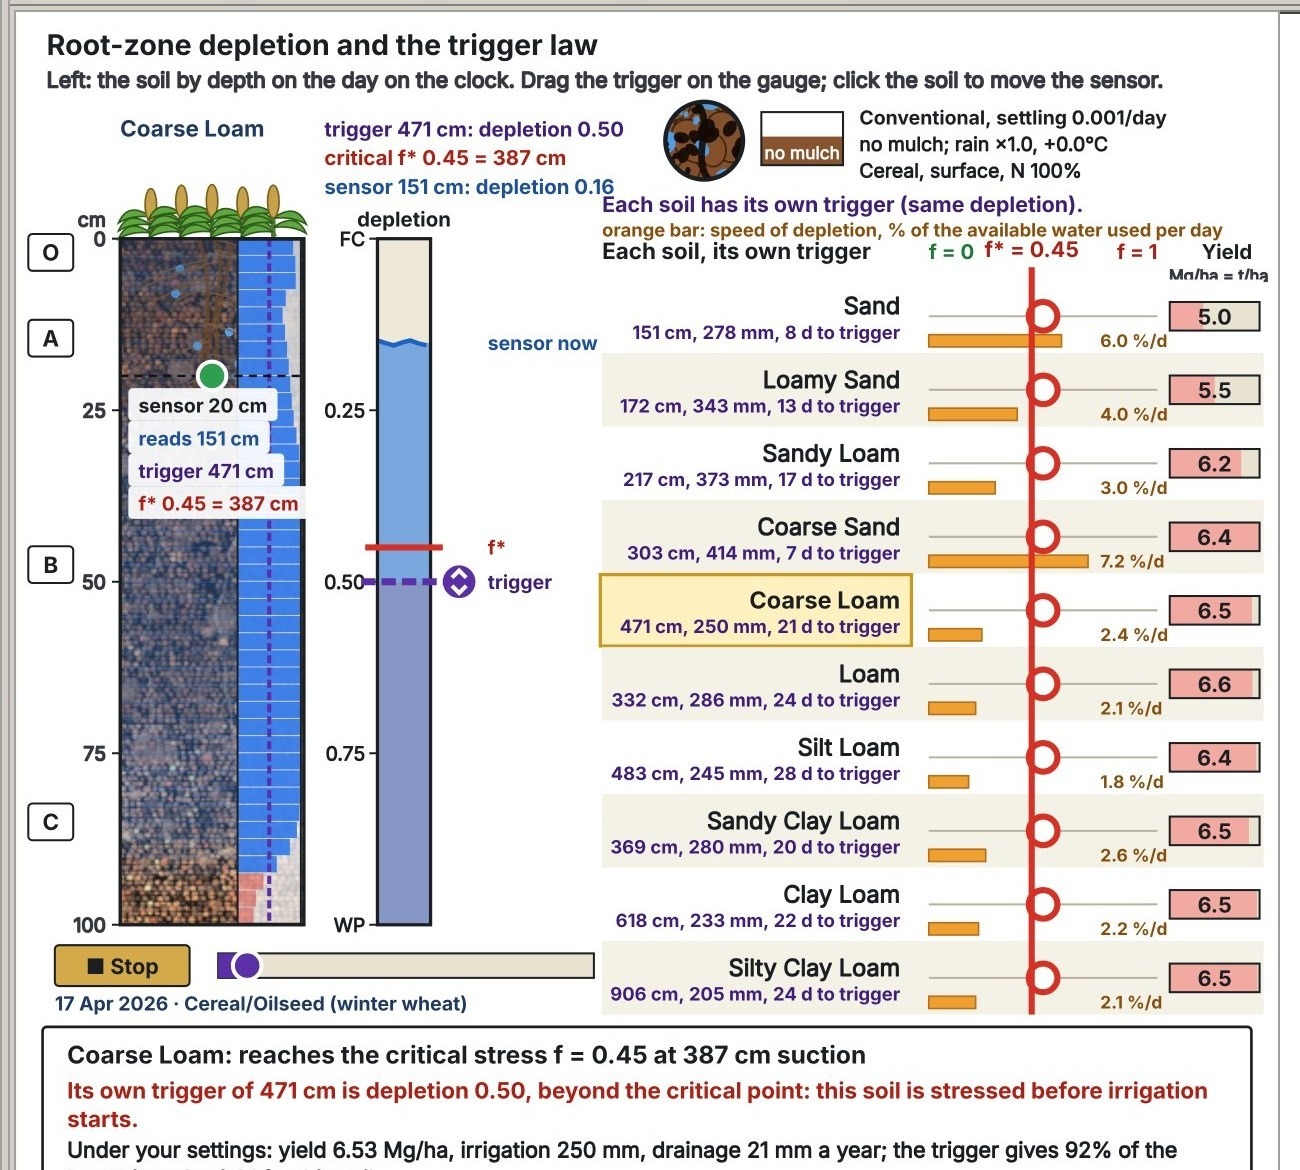 Root-zone depletion and the trigger law
Left: the soil by depth on the day on the clock. Drag the trigger on the gauge; click the soil to move the sensor.
Coarse Loam
trigger 471 cm: depletion 0.50
critical f* 0.45 = 387 cm
sensor 151 cm: depletion 0.16
no mulch
Conventional, settling 0.001/day
no mulch; rain ×1.0, +0.0°C
Cereal, surface, N 100%
Each soil has its own trigger (same depletion).
orange bar: speed of depletion, % of the available water used per day
Each soil, its own trigger
f = 0 f* = 0.45 f = 1 Yield
Mg/ha = t/ha
cm
0
25
50
75
100
O
A
B
C
sensor 20 cm
reads 151 cm
trigger 471 cm
f* 0.45 = 387 cm
depletion
FC
0.25
0.50
0.75
WP
sensor now
f*
trigger
Sand
151 cm, 278 mm, 8 d to trigger
6.0 %/d
5.0
Loamy Sand
172 cm, 343 mm, 13 d to trigger
4.0 %/d
5.5
Sandy Loam
217 cm, 373 mm, 17 d to trigger
3.0 %/d
6.2
Coarse Sand
303 cm, 414 mm, 7 d to trigger
7.2 %/d
6.4
Coarse Loam
471 cm, 250 mm, 21 d to trigger
2.4 %/d
6.5
Loam
332 cm, 286 mm, 24 d to trigger
2.1 %/d
6.6
Silt Loam
483 cm, 245 mm, 28 d to trigger
1.8 %/d
6.4
Sandy Clay Loam
369 cm, 280 mm, 20 d to trigger
2.6 %/d
6.5
Clay Loam
618 cm, 233 mm, 22 d to trigger
2.2 %/d
6.5
Silty Clay Loam
906 cm, 205 mm, 24 d to trigger
2.1 %/d
6.5
Stop
17 Apr 2026 · Cereal/Oilseed (winter wheat)
Coarse Loam: reaches the critical stress f = 0.45 at 387 cm suction
Its own trigger of 471 cm is depletion 0.50, beyond the critical point: this soil is stressed before irrigation
starts.
Under your settings: yield 6.53 Mg/ha, irrigation 250 mm, drainage 21 mm a year; the trigger gives 92% of the